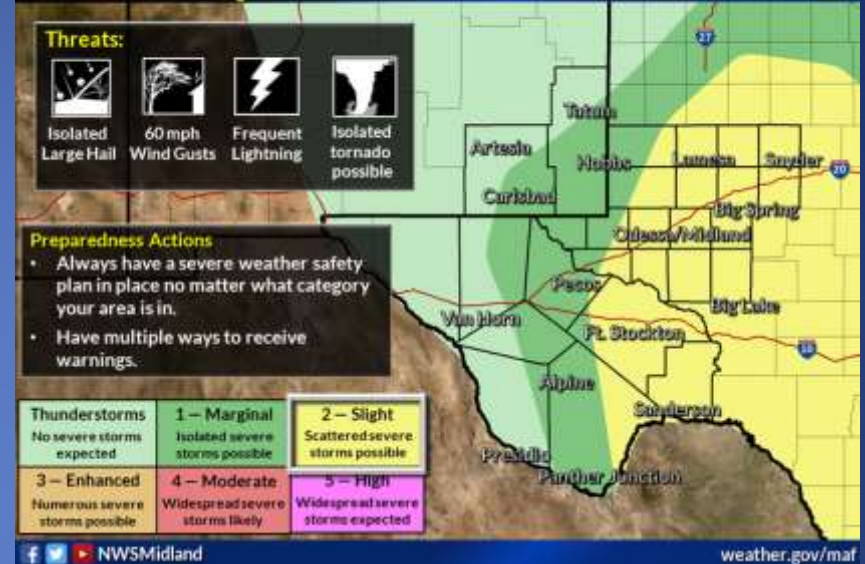 Threats:
Isolated
Large Hail
60 mph
Wind Gusts
Frequent
Lightning
Isolated
tornado
possible
27
Tatum
Artesia
Hobbs
Lamesa
Snyder
20
Carlsbad
Big Spring
Odessa/Midland
Preparedness Actions
• Always have a severe weather safety
plan in place no matter what category
your area is in.
• Have multiple ways to receive
warnings.
Pecos
Big Lake
Van Horn
Ft. Stockton
10
Alpine
Sanderson
Presidio
Panther Junction
Thunderstorms
No severe storms
expected
1 – Marginal
Isolated severe
storms possible
2 – Slight
Scattered severe
storms possible
3 – Enhanced
Numerous severe
storms possible
4 – Moderate
Widespread severe
storms likely
5 – High
Widespread severe
storms expected
NWSMidland
weather.gov/maf